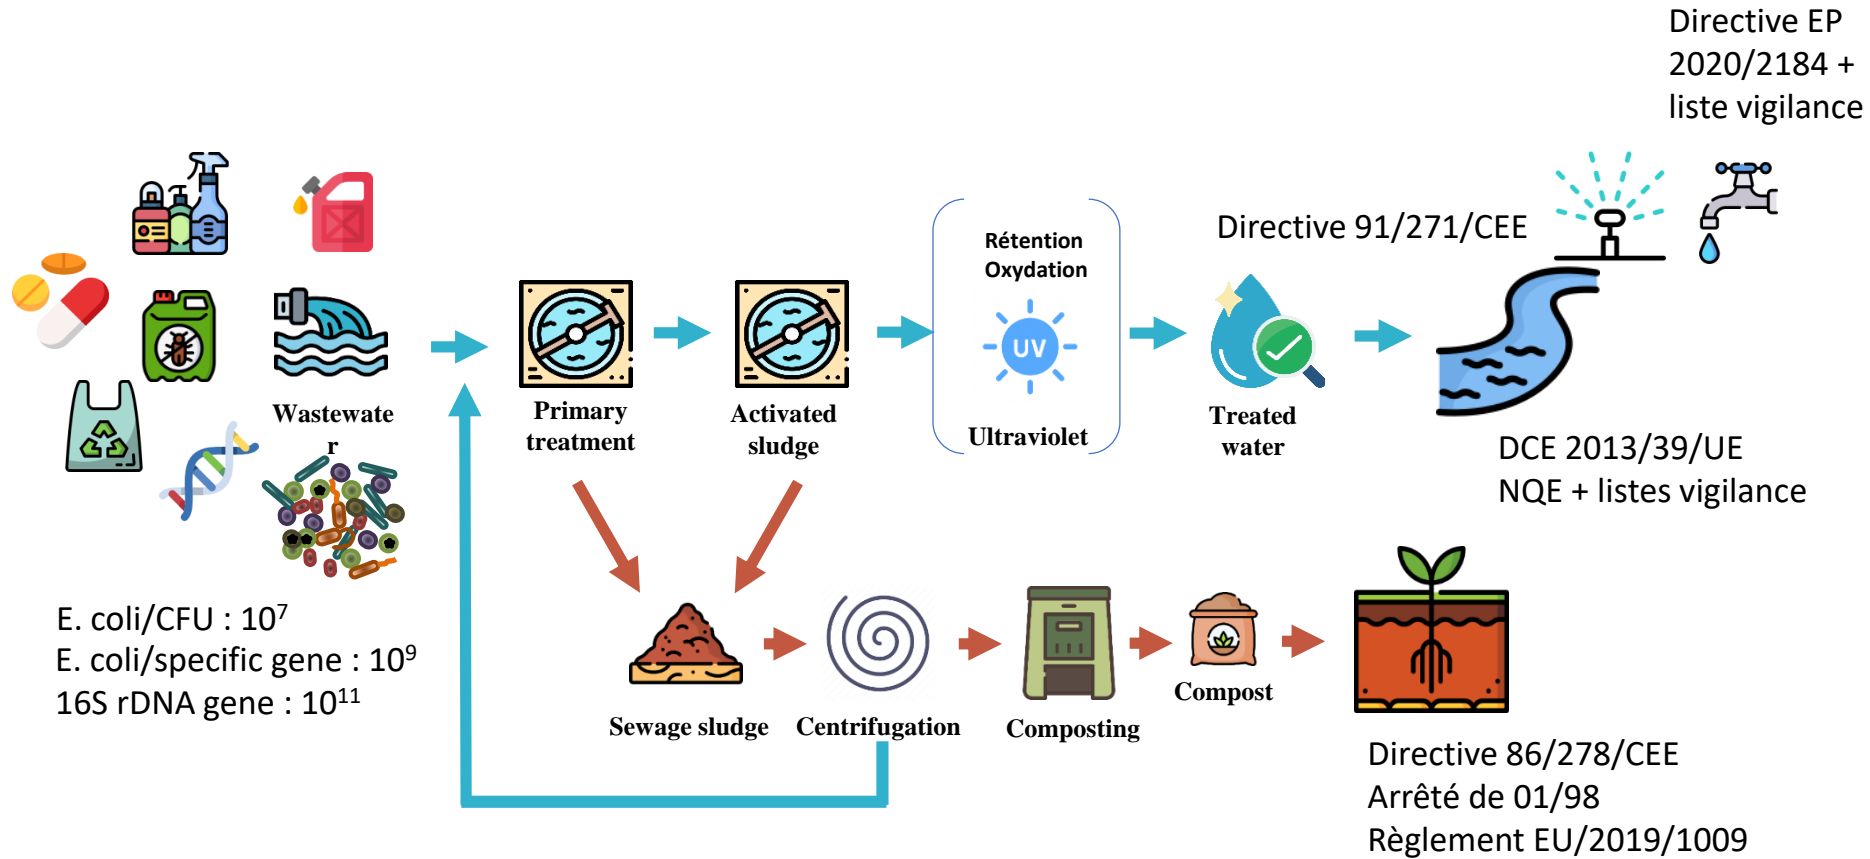 Directive EP
2020/2184 +
liste vigilance
Directive 91/271/CEE
Rétention
Oxydation
UV
Ultraviolet
Wastewate
r
Primary
treatment
Activated
sludge
Treated
water
DCE 2013/39/UE
NQE + listes vigilance
E. coli/CFU : 10⁷
E. coli/specific gene : 10⁹
16S rDNA gene : 10¹¹
Sewage sludge
Centrifugation
Composting
Compost
Directive 86/278/CEE
Arrêté de 01/98
Règlement EU/2019/1009